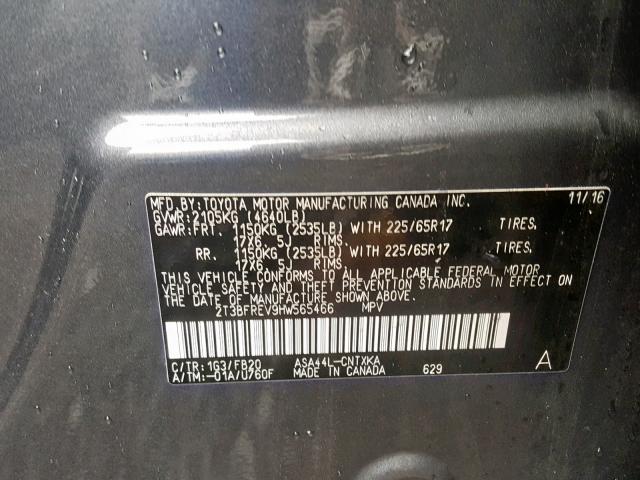 MFD.BY:TOYOTA MOTOR MANUFACTURING CANADA INC. 11/16
GVWR:2105KG (4640LB)
GAWR:FRT. 1150KG (2535LB) WITH 225/65R17 TIRES,
17X6.5J RIMS.
RR. 1150KG (2535LB) WITH 225/65R17 TIRES,
17X6.5J RIMS.
THIS VEHICLE CONFORMS TO ALL APPLICABLE FEDERAL MOTOR
VEHICLE SAFETY AND THEFT PREVENTION STANDARDS IN EFFECT ON
THE DATE OF MANUFACTURE SHOWN ABOVE.
2T3BFREV9HW565466 MPV
C/TR:1G3/FB20 ASA44L-CNTXKA
A/TM:-01A/U760F MADE IN CANADA 629 A